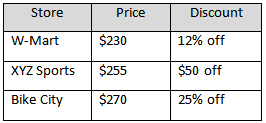 Store Price Discount
W-Mart $230 12% off
XYZ Sports $255 $50 off
Bike City $270 25% off